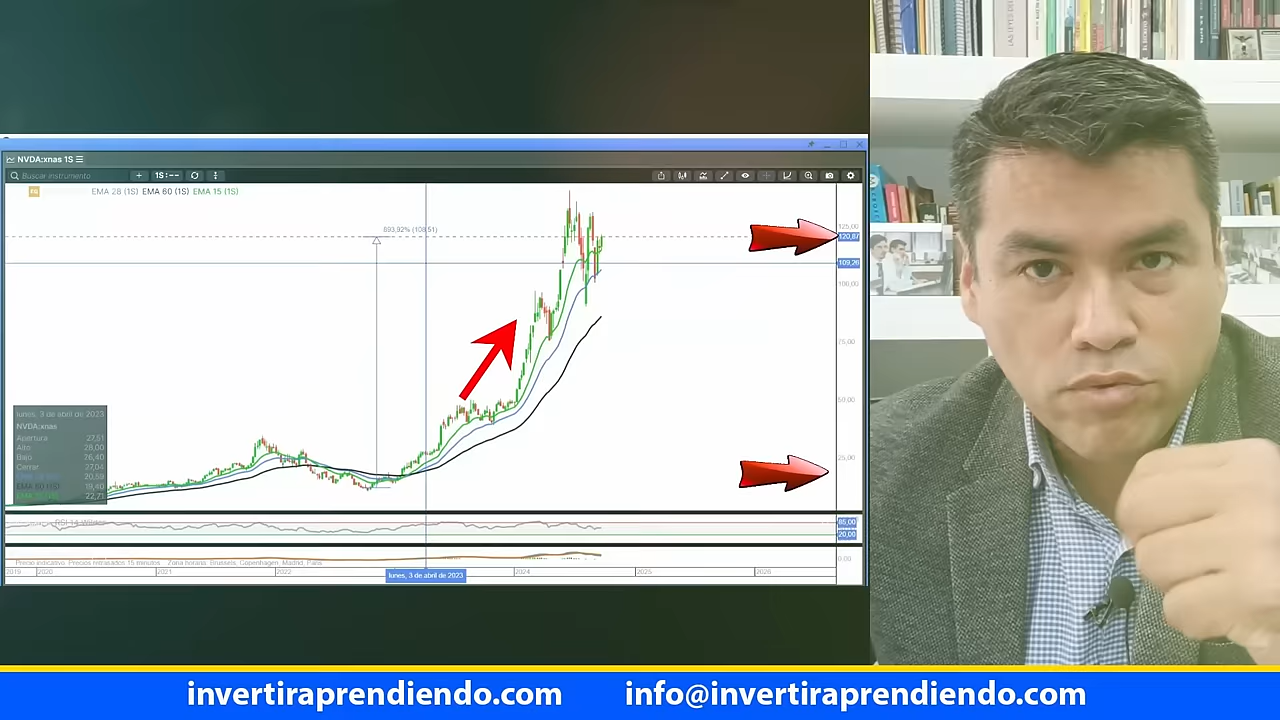 NVDA:xnas 1S
Buscar instrumento
1S
EMA 28 (1S) EMA 60 (1S) EMA 15 (1S)
893,92% (108,51)
125,00
120,87
109,26
100,00
75,00
50,00
25,00
lunes, 3 de abril de 2023
NVDA:xnas
Apertura 27,51
Alto 28,00
Bajo 26,40
Cerrar 27,04
20,59
EMA 60 (1S) 19,40
EMA 15 (1S) 22,71
RSI 14 Wilder
85,00
20,00
0,00
Precio indicativo. Precios retrasados 15 minutos Zona horaria: Brussels, Copenhagen, Madrid, Paris
2019 2020 2021 2022 lunes, 3 de abril de 2023 2024 2025 2026
invertiraprendiendo.com info@invertiraprendiendo.com